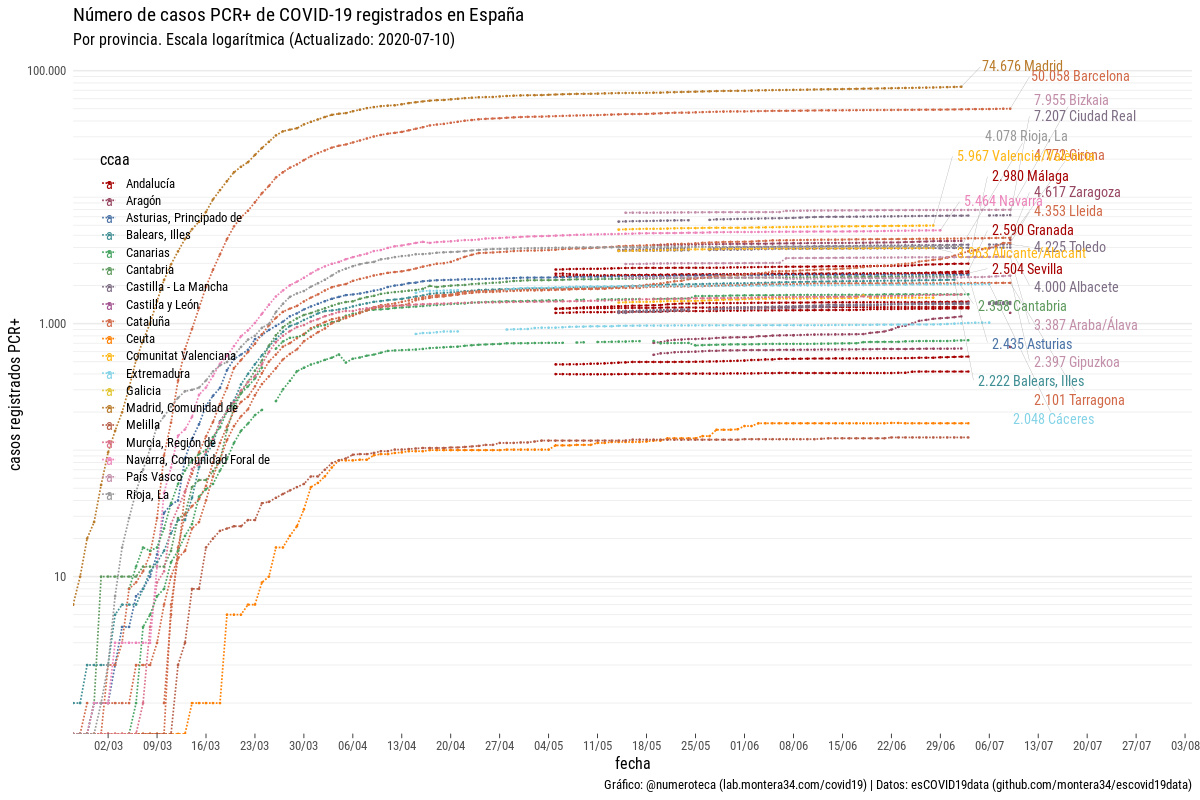 Número de casos PCR+ de COVID-19 registrados en España
Por provincia. Escala logarítmica (Actualizado: 2020-07-10)
100.000
1.000
10
casos registrados PCR+
ccaa
Andalucía
Aragón
Asturias, Principado de
Balears, Illes
Canarias
Cantabria
Castilla - La Mancha
Castilla y León
Cataluña
Ceuta
Comunitat Valenciana
Extremadura
Galicia
Madrid, Comunidad de
Melilla
Murcia, Región de
Navarra, Comunidad Foral de
País Vasco
Rioja, La
74.676 Madrid
50.058 Barcelona
7.955 Bizkaia
7.207 Ciudad Real
4.078 Rioja, La
5.967 Valencia/València
4.772 Girona
2.980 Málaga
4.617 Zaragoza
5.464 Navarra
4.353 Lleida
2.590 Granada
4.225 Toledo
Alicante/Alacant
2.504 Sevilla
4.000 Albacete
2.358 Cantabria
3.387 Araba/Álava
2.435 Asturias
2.397 Gipuzkoa
2.222 Balears, Illes
2.101 Tarragona
2.048 Cáceres
02/03 09/03 16/03 23/03 30/03 06/04 13/04 20/04 27/04 04/05 11/05 18/05 25/05 01/06 08/06 15/06 22/06 29/06 06/07 13/07 20/07 27/07 03/08
fecha
Gráfico: @numeroteca (lab.montera34.com/covid19) | Datos: esCOVID19data (github.com/montera34/escovid19data)